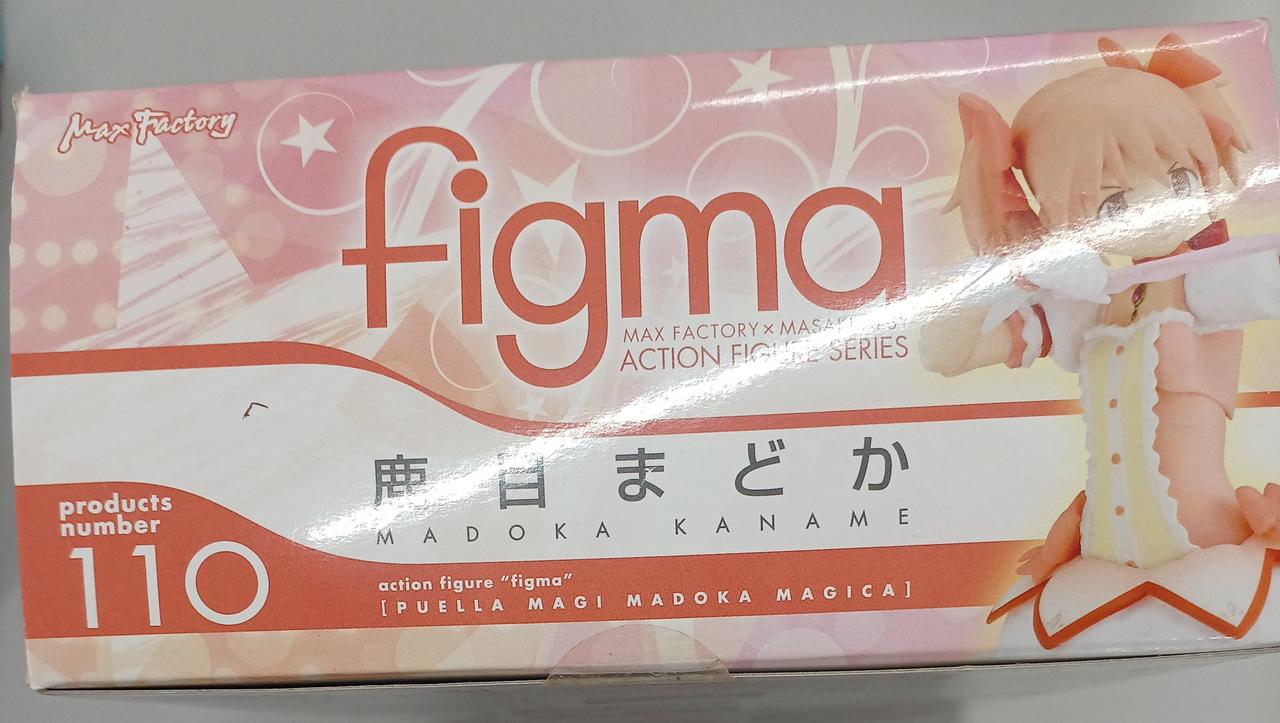 Max Factory
figma
MAX FACTORY × MASAKI APSY
ACTION FIGURE SERIES
鹿目まどか
MADOKA KANAME
products
number
110
action figure "figma"
[PUELLA MAGI MADOKA MAGICA]